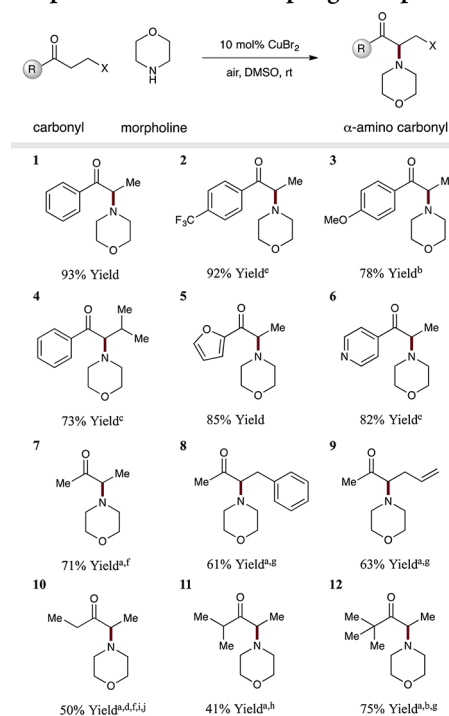 O
R
X
O
N
H
10 mol% CuBr2
air, DMSO, rt
O
R
X
N
O
carbonyl morpholine α-amino carbonyl
1 2 3
O Me O Me O
N F3C N MeO N
O O O
93% Yield 92% Yieldᵉ 78% Yieldᵇ
4 5 6
O Me O Me O Me
Me O
N N N N
O O O
73% Yieldᶜ 85% Yield 82% Yieldᵉ
7 8 9
O O O
Me Me Me Me
N N N
O O O
71% Yieldᵃ,ᶠ 61% Yieldᵃ,ᵍ 63% Yieldᵃ,ᵍ
10 11 12
O Me O Me O
Me Me Me Me Me
N Me N Me N
O O O
50% Yieldᵃ,ᵈ,ᶠ,ⁱ,ʲ 41% Yieldᵃ,ʰ 75% Yieldᵃ,ᵇ,ᵍ